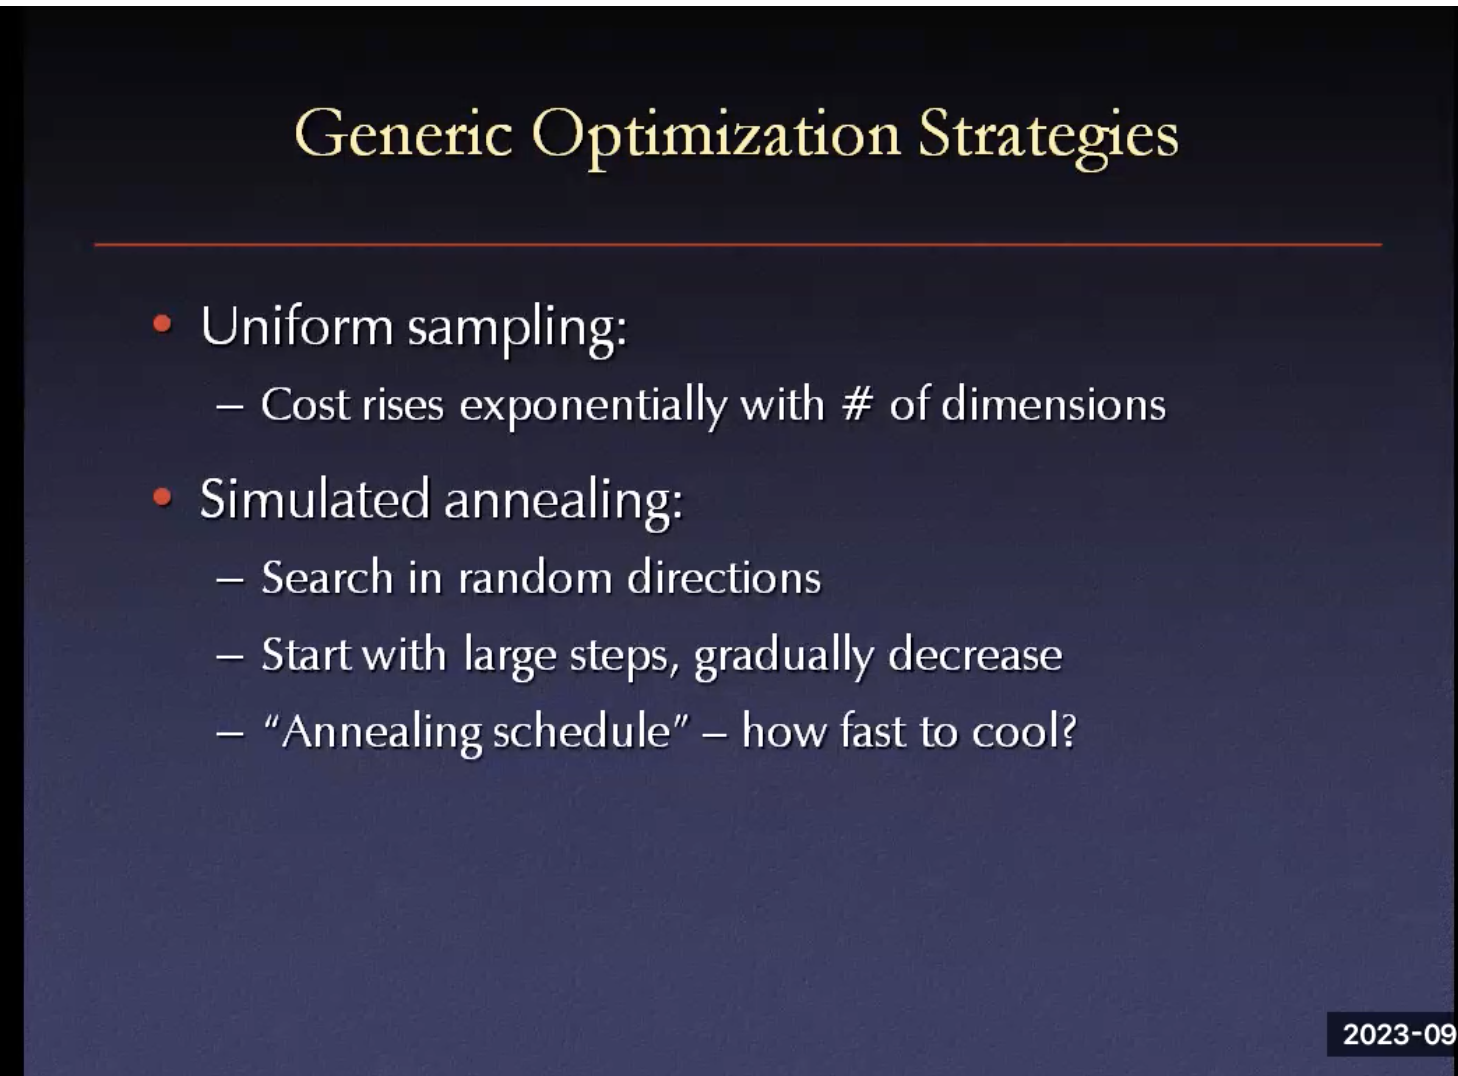 Generic Optimization Strategies
• Uniform sampling:
– Cost rises exponentially with # of dimensions
• Simulated annealing:
– Search in random directions
– Start with large steps, gradually decrease
– “Annealing schedule” – how fast to cool?
2023-09